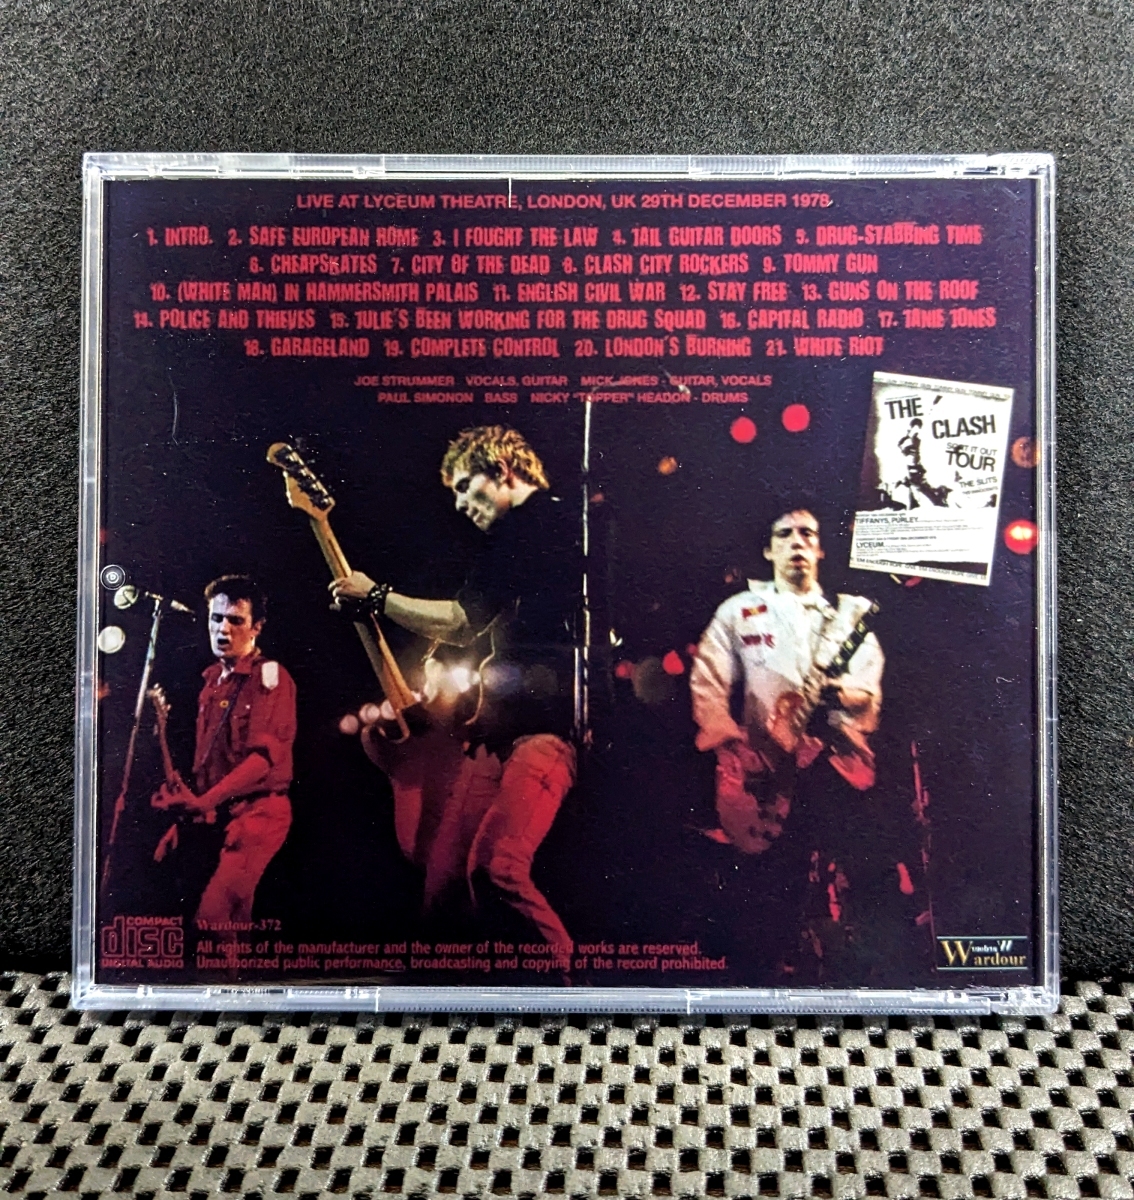 LIVE AT LYCEUM THEATRE, LONDON, UK 29TH DECEMBER 1978
1. INTRO. 2. SAFE EUROPEAN HOME 3. I FOUGHT THE LAW 4. TAIL GUITAR DOORS 5. DRUG-STABBING TIME
6. CHEAPSKATES 7. CITY OF THE DEAD 8. CLASH CITY ROCKERS 9. TOMMY GUN
10. (WHITE MAN) IN HAMMERSMITH PALAIS 11. ENGLISH CIVIL WAR 12. STAY FREE 13. GUNS ON THE ROOF
14. POLICE AND THIEVES 15. JULIE'S BEEN WORKING FOR THE DRUG SQUAD 16. CAPITAL RADIO 17. JANIE JONES
18. GARAGELAND 19. COMPLETE CONTROL 20. LONDON'S BURNING 21. WHITE RIOT
JOE STRUMMER VOCALS, GUITAR MICK JONES - GUITAR, VOCALS
PAUL SIMONON BASS NICKY "TOPPER" HEADON - DRUMS
THE CLASH
SORT IT OUT
TOUR
THE SLITS
TIFFANYS, PURLEY
LYCEUM
COMPACT
disc
DIGITAL AUDIO
Wardour-372
All rights of the manufacturer and the owner of the recorded works are reserved.
Unauthorized public performance, broadcasting and copying of the record prohibited.
Wardour